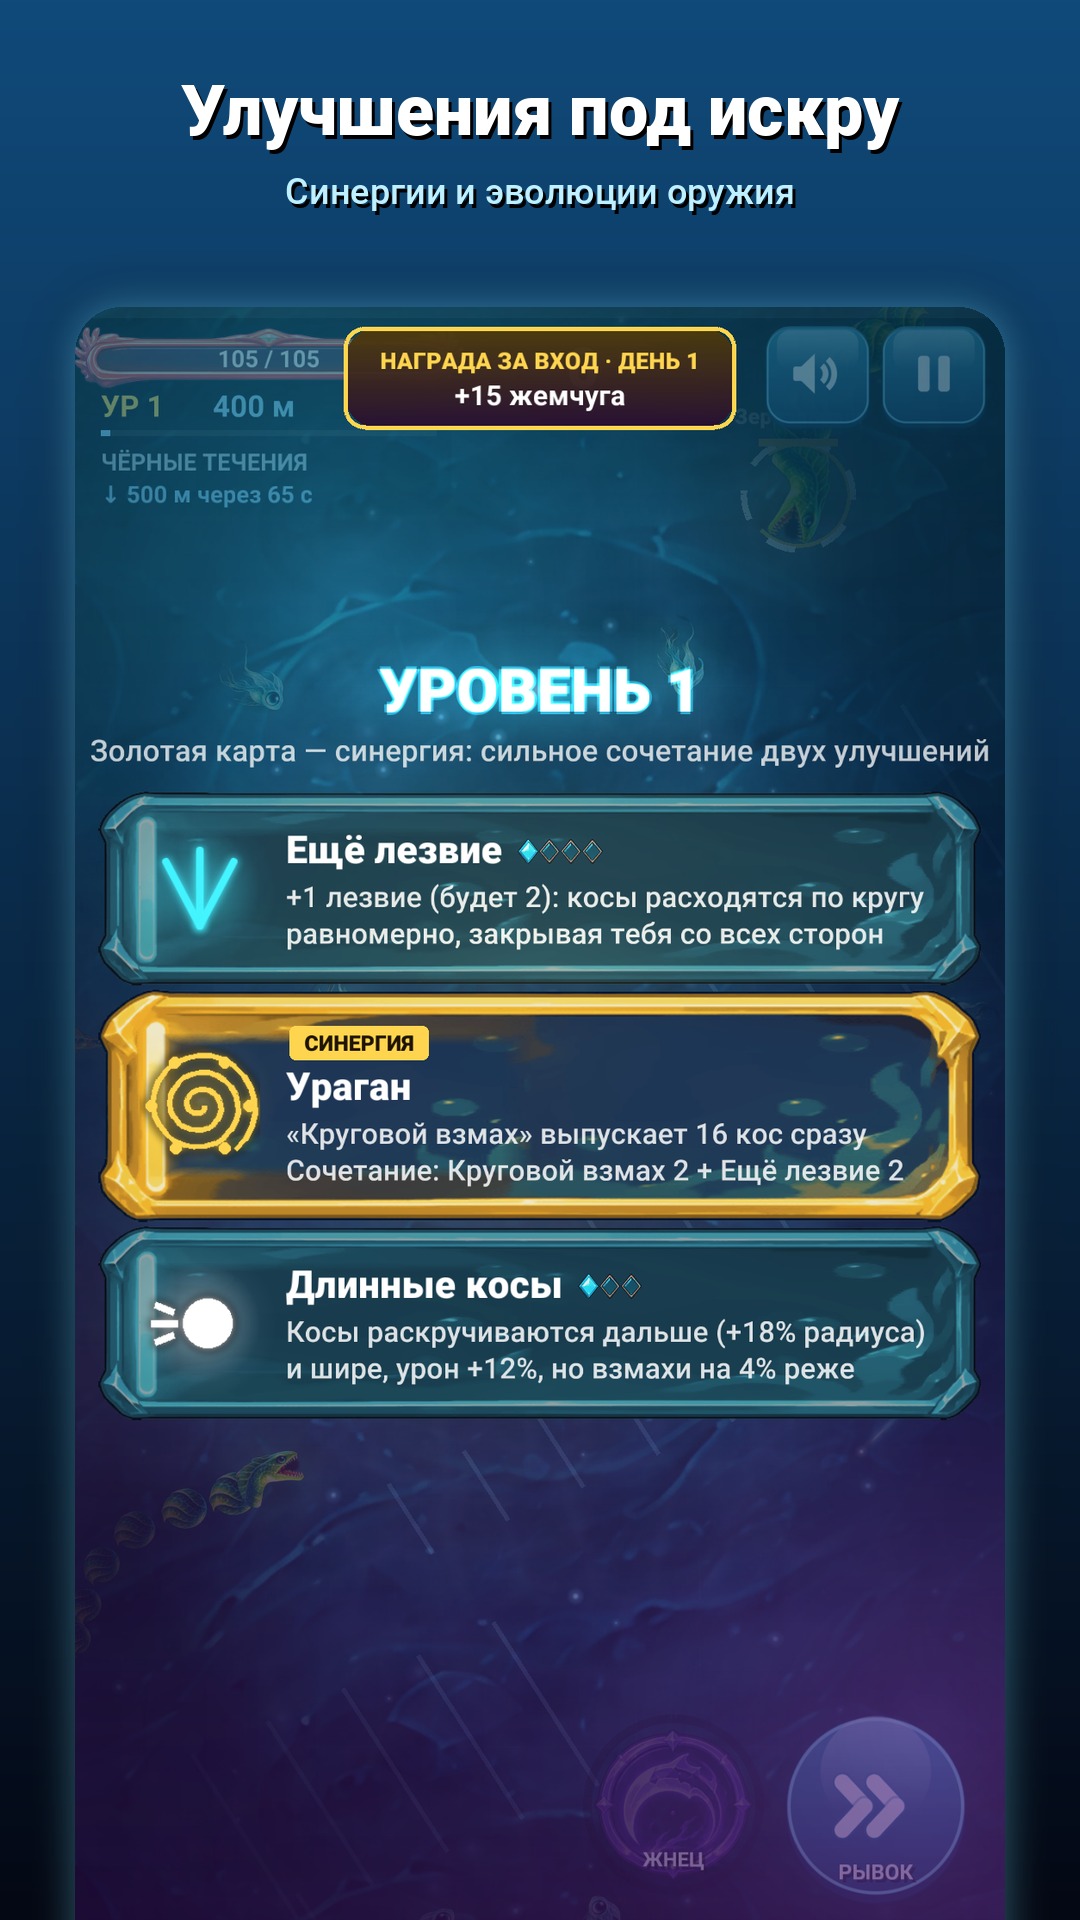 Улучшения под искру
Синергии и эволюции оружия
105 / 105
НАГРАДА ЗА ВХОД · ДЕНЬ 1
+15 жемчуга
УР 1 400 м
ЧЁРНЫЕ ТЕЧЕНИЯ
↓ 500 м через 65 с
УРОВЕНЬ 1
Золотая карта — синергия: сильное сочетание двух улучшений
Ещё лезвие
+1 лезвие (будет 2): косы расходятся по кругу
равномерно, закрывая тебя со всех сторон
СИНЕРГИЯ
Ураган
«Круговой взмах» выпускает 16 кос сразу
Сочетание: Круговой взмах 2 + Ещё лезвие 2
Длинные косы
Косы раскручиваются дальше (+18% радиуса)
и шире, урон +12%, но взмахи на 4% реже
ЖНЕЦ
РЫВОК